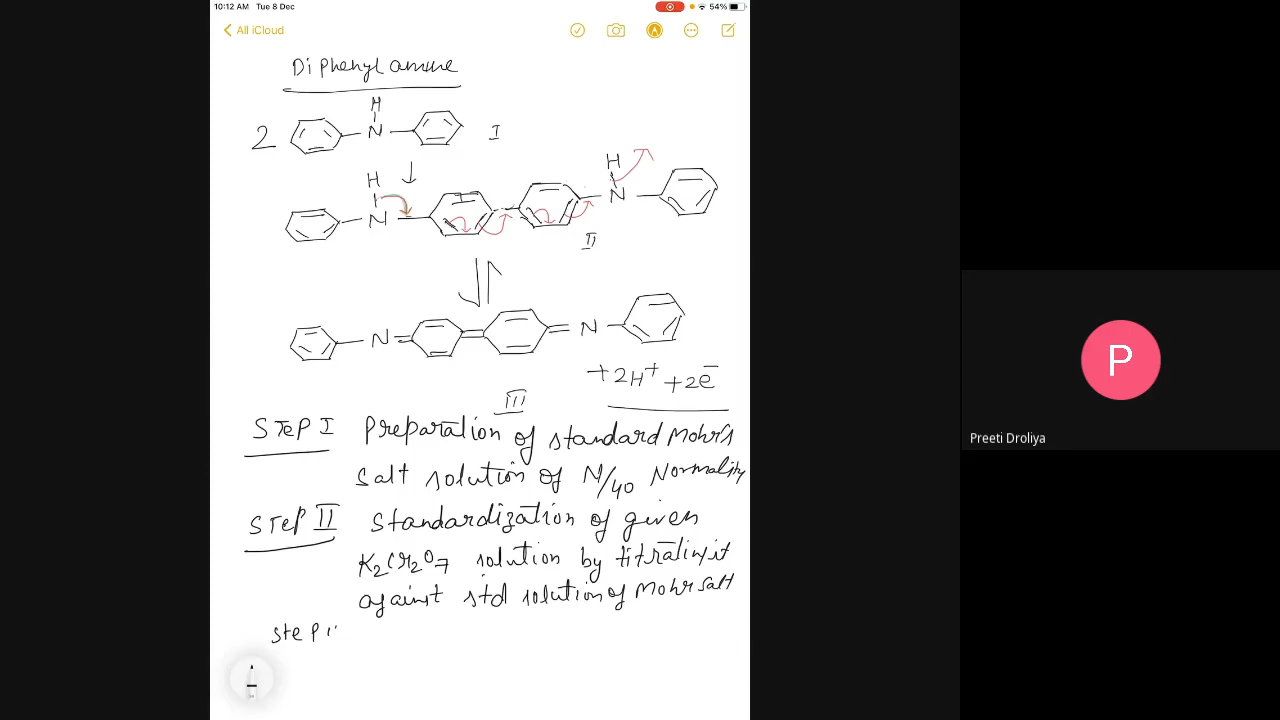 10:12 AM Tue 8 Dec
54%
All iCloud
Diphenyl amine
H
2 N I
H
N
H
N
II
N N
+2H+ +2e-
III
Step I Preparation of standard Mohr's
salt solution of N/40 Normality
Step II Standardization of given
K2Cr2O7 solution by titrating it
against std solution of Mohr salt
Step
P
Preeti Droliya